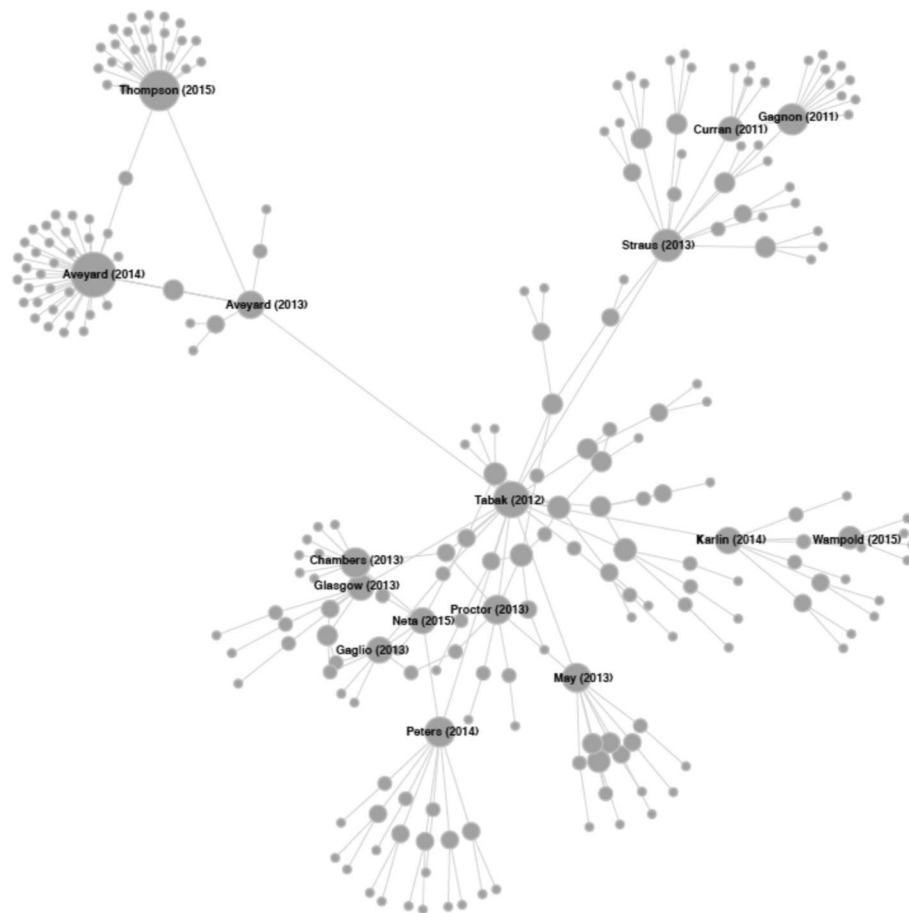 Thompson (2015)
Gagnon (2011)
Curran (2011)
Straus (2013)
Aveyard (2014)
Aveyard (2013)
Tabak (2012)
Karlin (2014)
Wampold (2015)
Chambers (2013)
Glasgow (2013)
Proctor (2013)
Neta (2015)
Gaglio (2013)
May (2013)
Peters (2014)